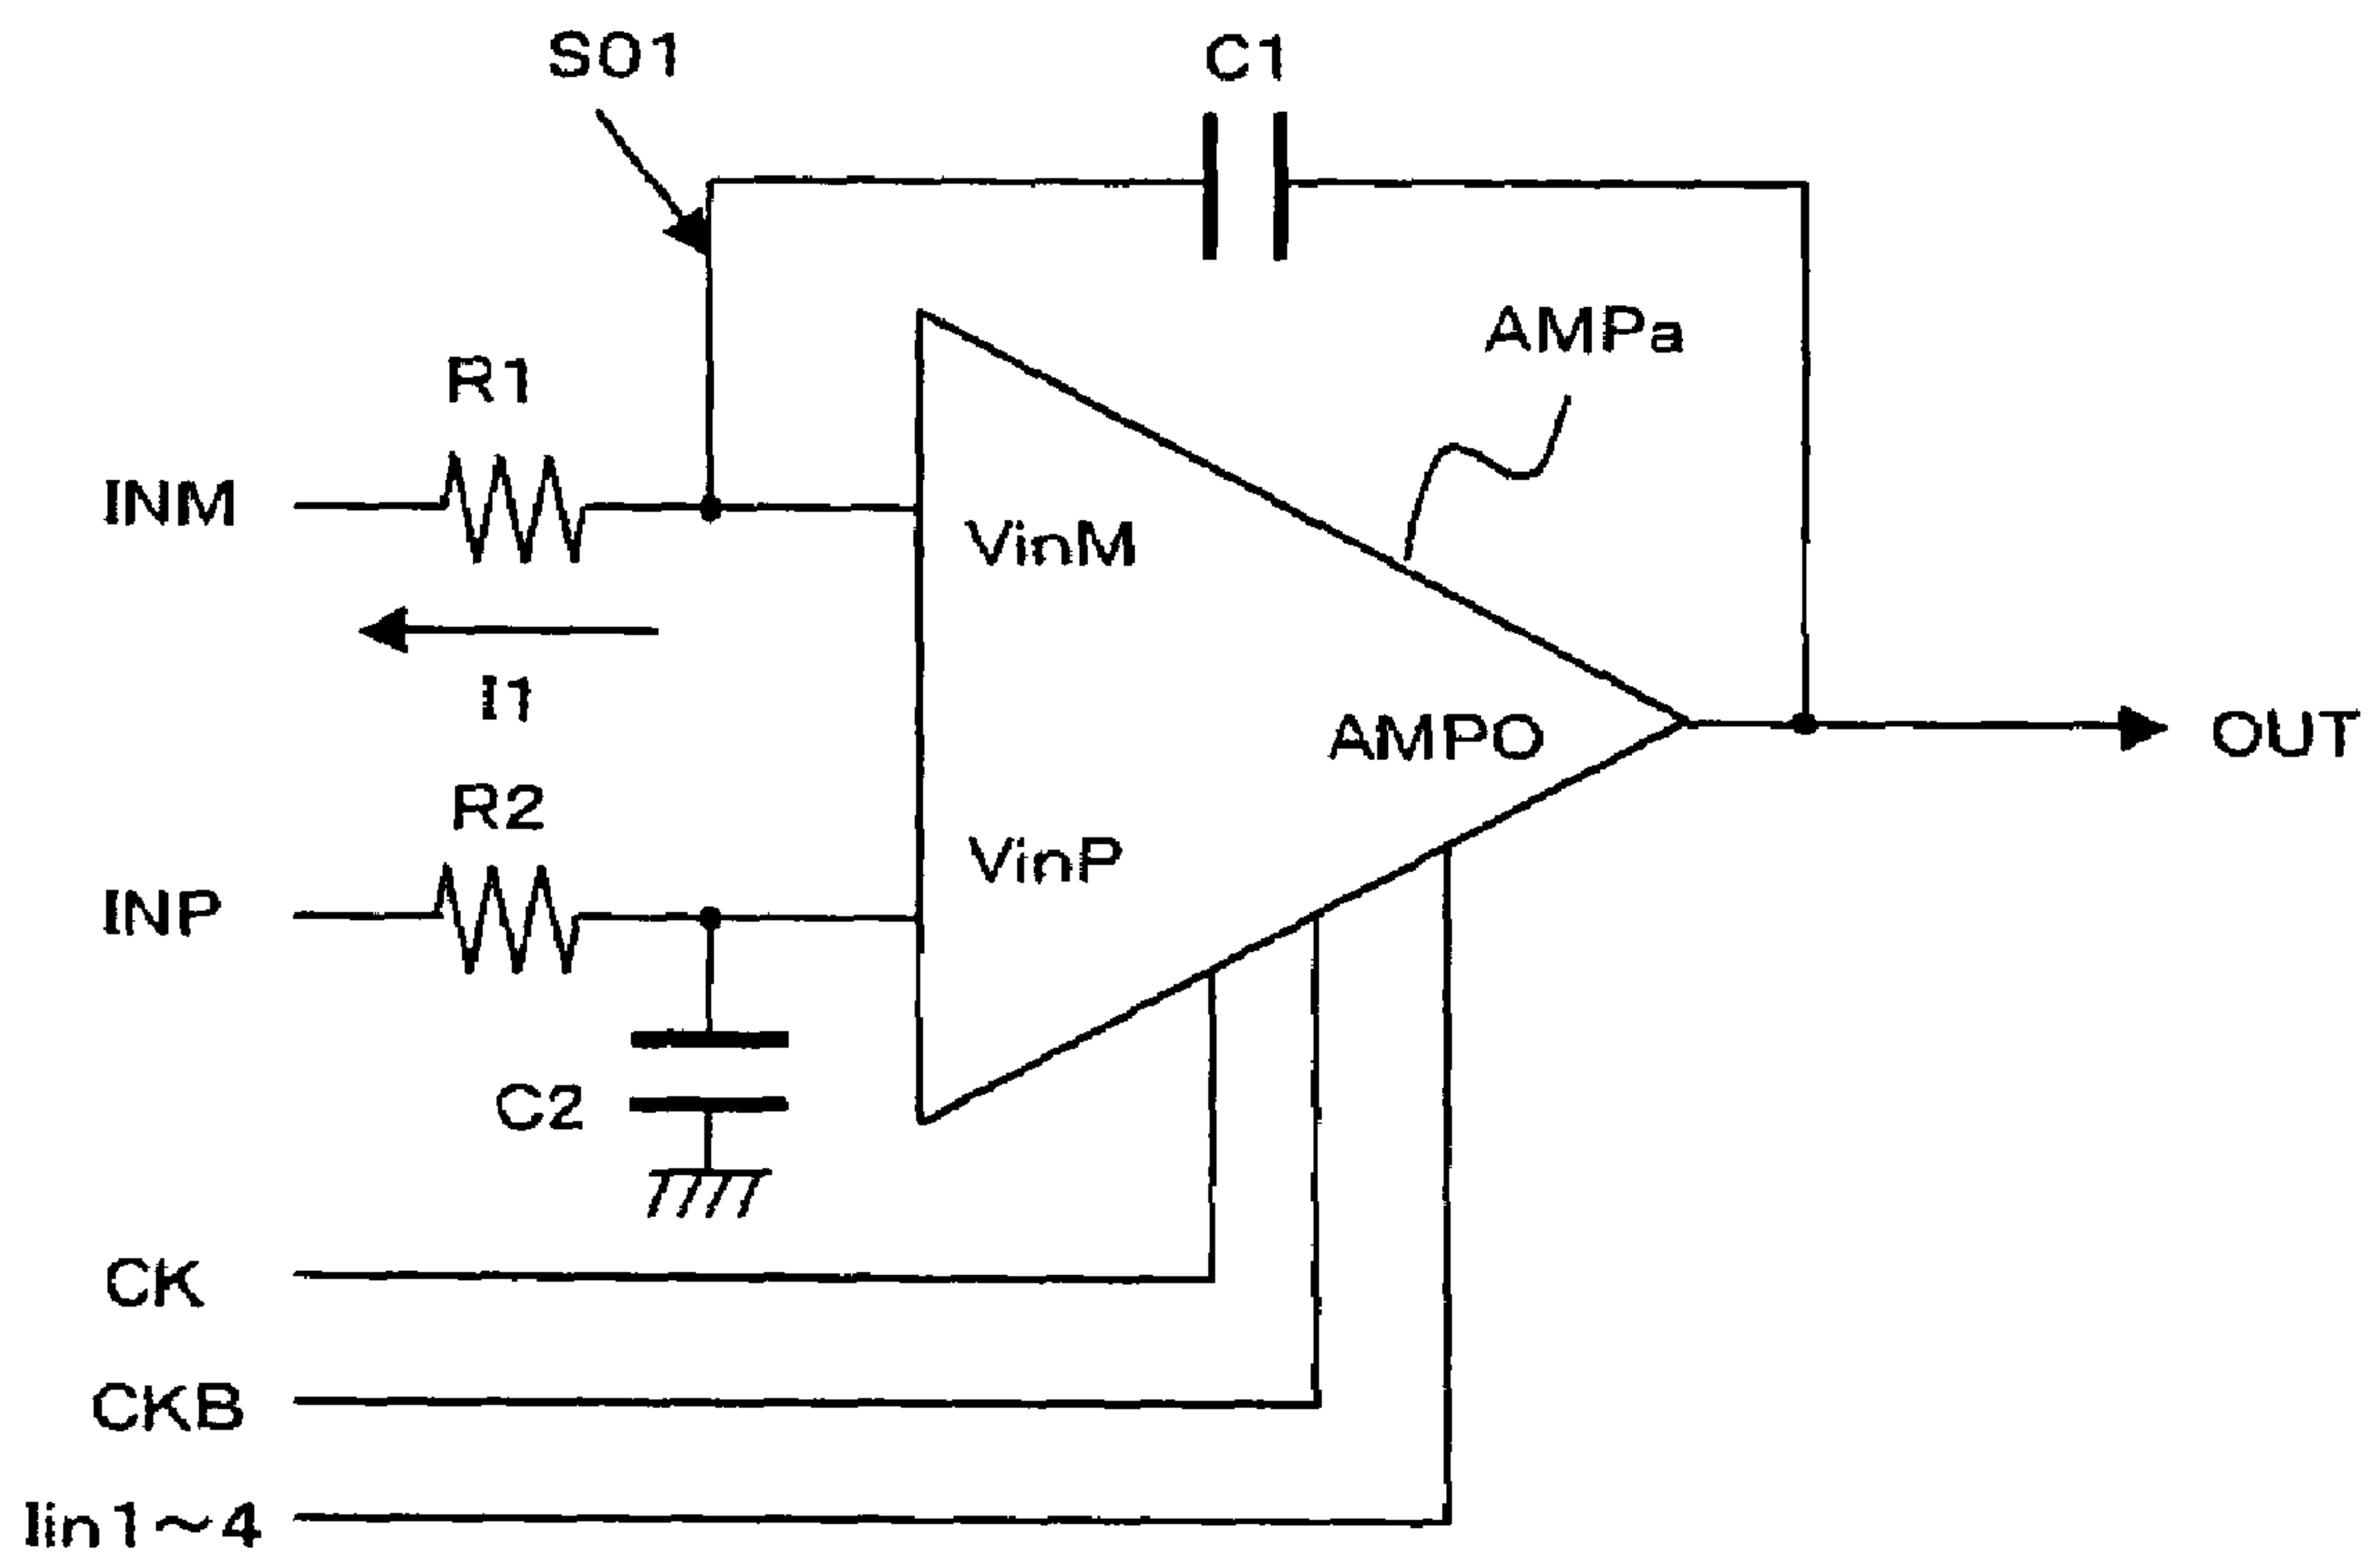 S01
C1
AMPa
R1
INM
VinM
I1
AMPO
OUT
R2
VinP
INP
C2
CK
CKB
Iin1~4